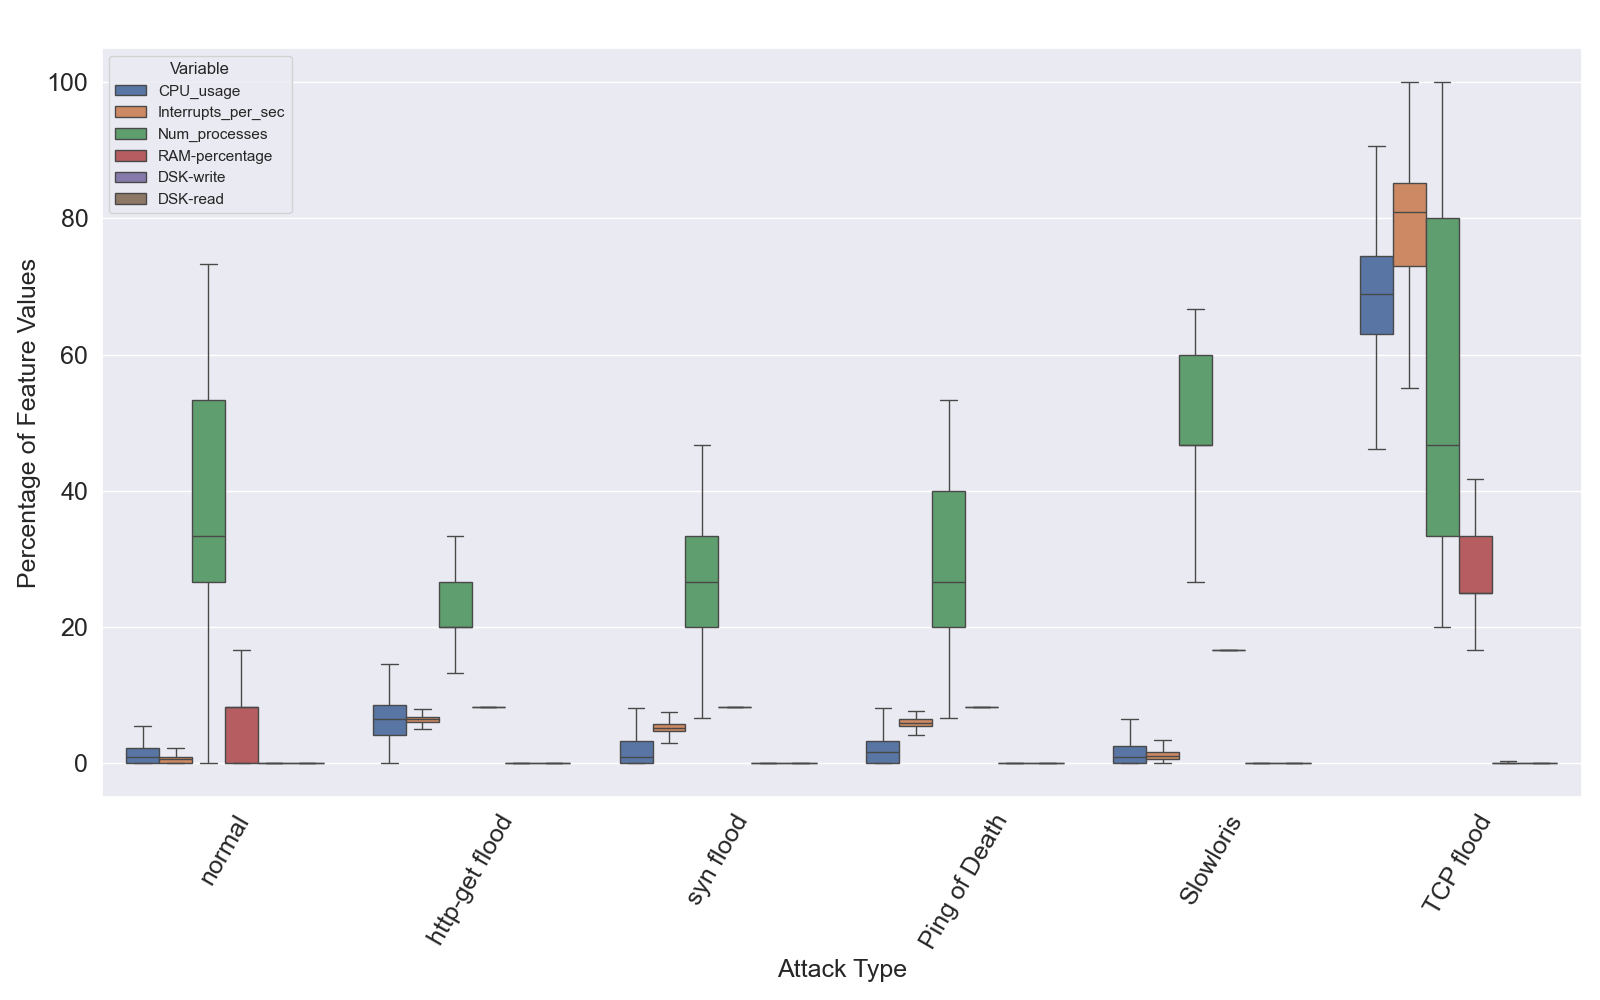 Variable
CPU_usage
Interrupts_per_sec
Num_processes
RAM-percentage
DSK-write
DSK-read
Percentage of Feature Values
100
80
60
40
20
0
normal
http-get flood
syn flood
Ping of Death
Slowloris
TCP flood
Attack Type